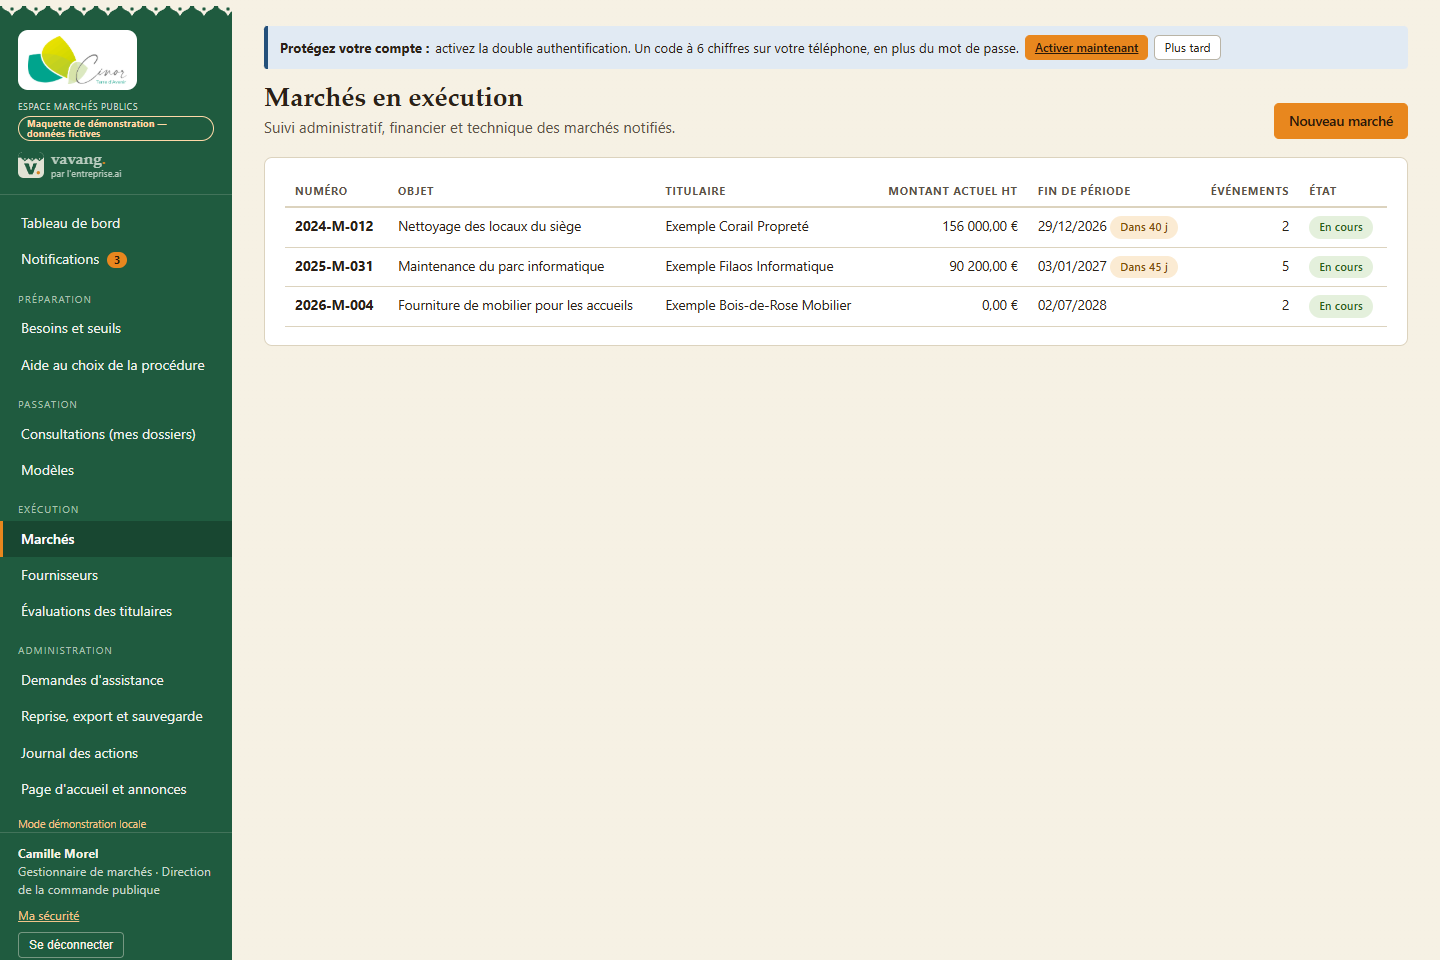 Cinor
Terre d'Avenir
ESPACE MARCHÉS PUBLICS
Maquette de démonstration —
données fictives
v.
vavang.
par l'entreprise.ai
Tableau de bord
Notifications 3
PRÉPARATION
Besoins et seuils
Aide au choix de la procédure
PASSATION
Consultations (mes dossiers)
Modèles
EXÉCUTION
Marchés
Fournisseurs
Évaluations des titulaires
ADMINISTRATION
Demandes d'assistance
Reprise, export et sauvegarde
Journal des actions
Page d'accueil et annonces
Mode démonstration locale
Camille Morel
Gestionnaire de marchés · Direction
de la commande publique
Ma sécurité
Se déconnecter
Protégez votre compte : activez la double authentification. Un code à 6 chiffres sur votre téléphone, en plus du mot de passe. Activer maintenant Plus tard
Marchés en exécution
Suivi administratif, financier et technique des marchés notifiés.
Nouveau marché
NUMÉRO OBJET TITULAIRE MONTANT ACTUEL HT FIN DE PÉRIODE ÉVÉNEMENTS ÉTAT
2024-M-012 Nettoyage des locaux du siège Exemple Corail Propreté 156 000,00 € 29/12/2026 Dans 40 j 2 En cours
2025-M-031 Maintenance du parc informatique Exemple Filaos Informatique 90 200,00 € 03/01/2027 Dans 45 j 5 En cours
2026-M-004 Fourniture de mobilier pour les accueils Exemple Bois-de-Rose Mobilier 0,00 € 02/07/2028 2 En cours